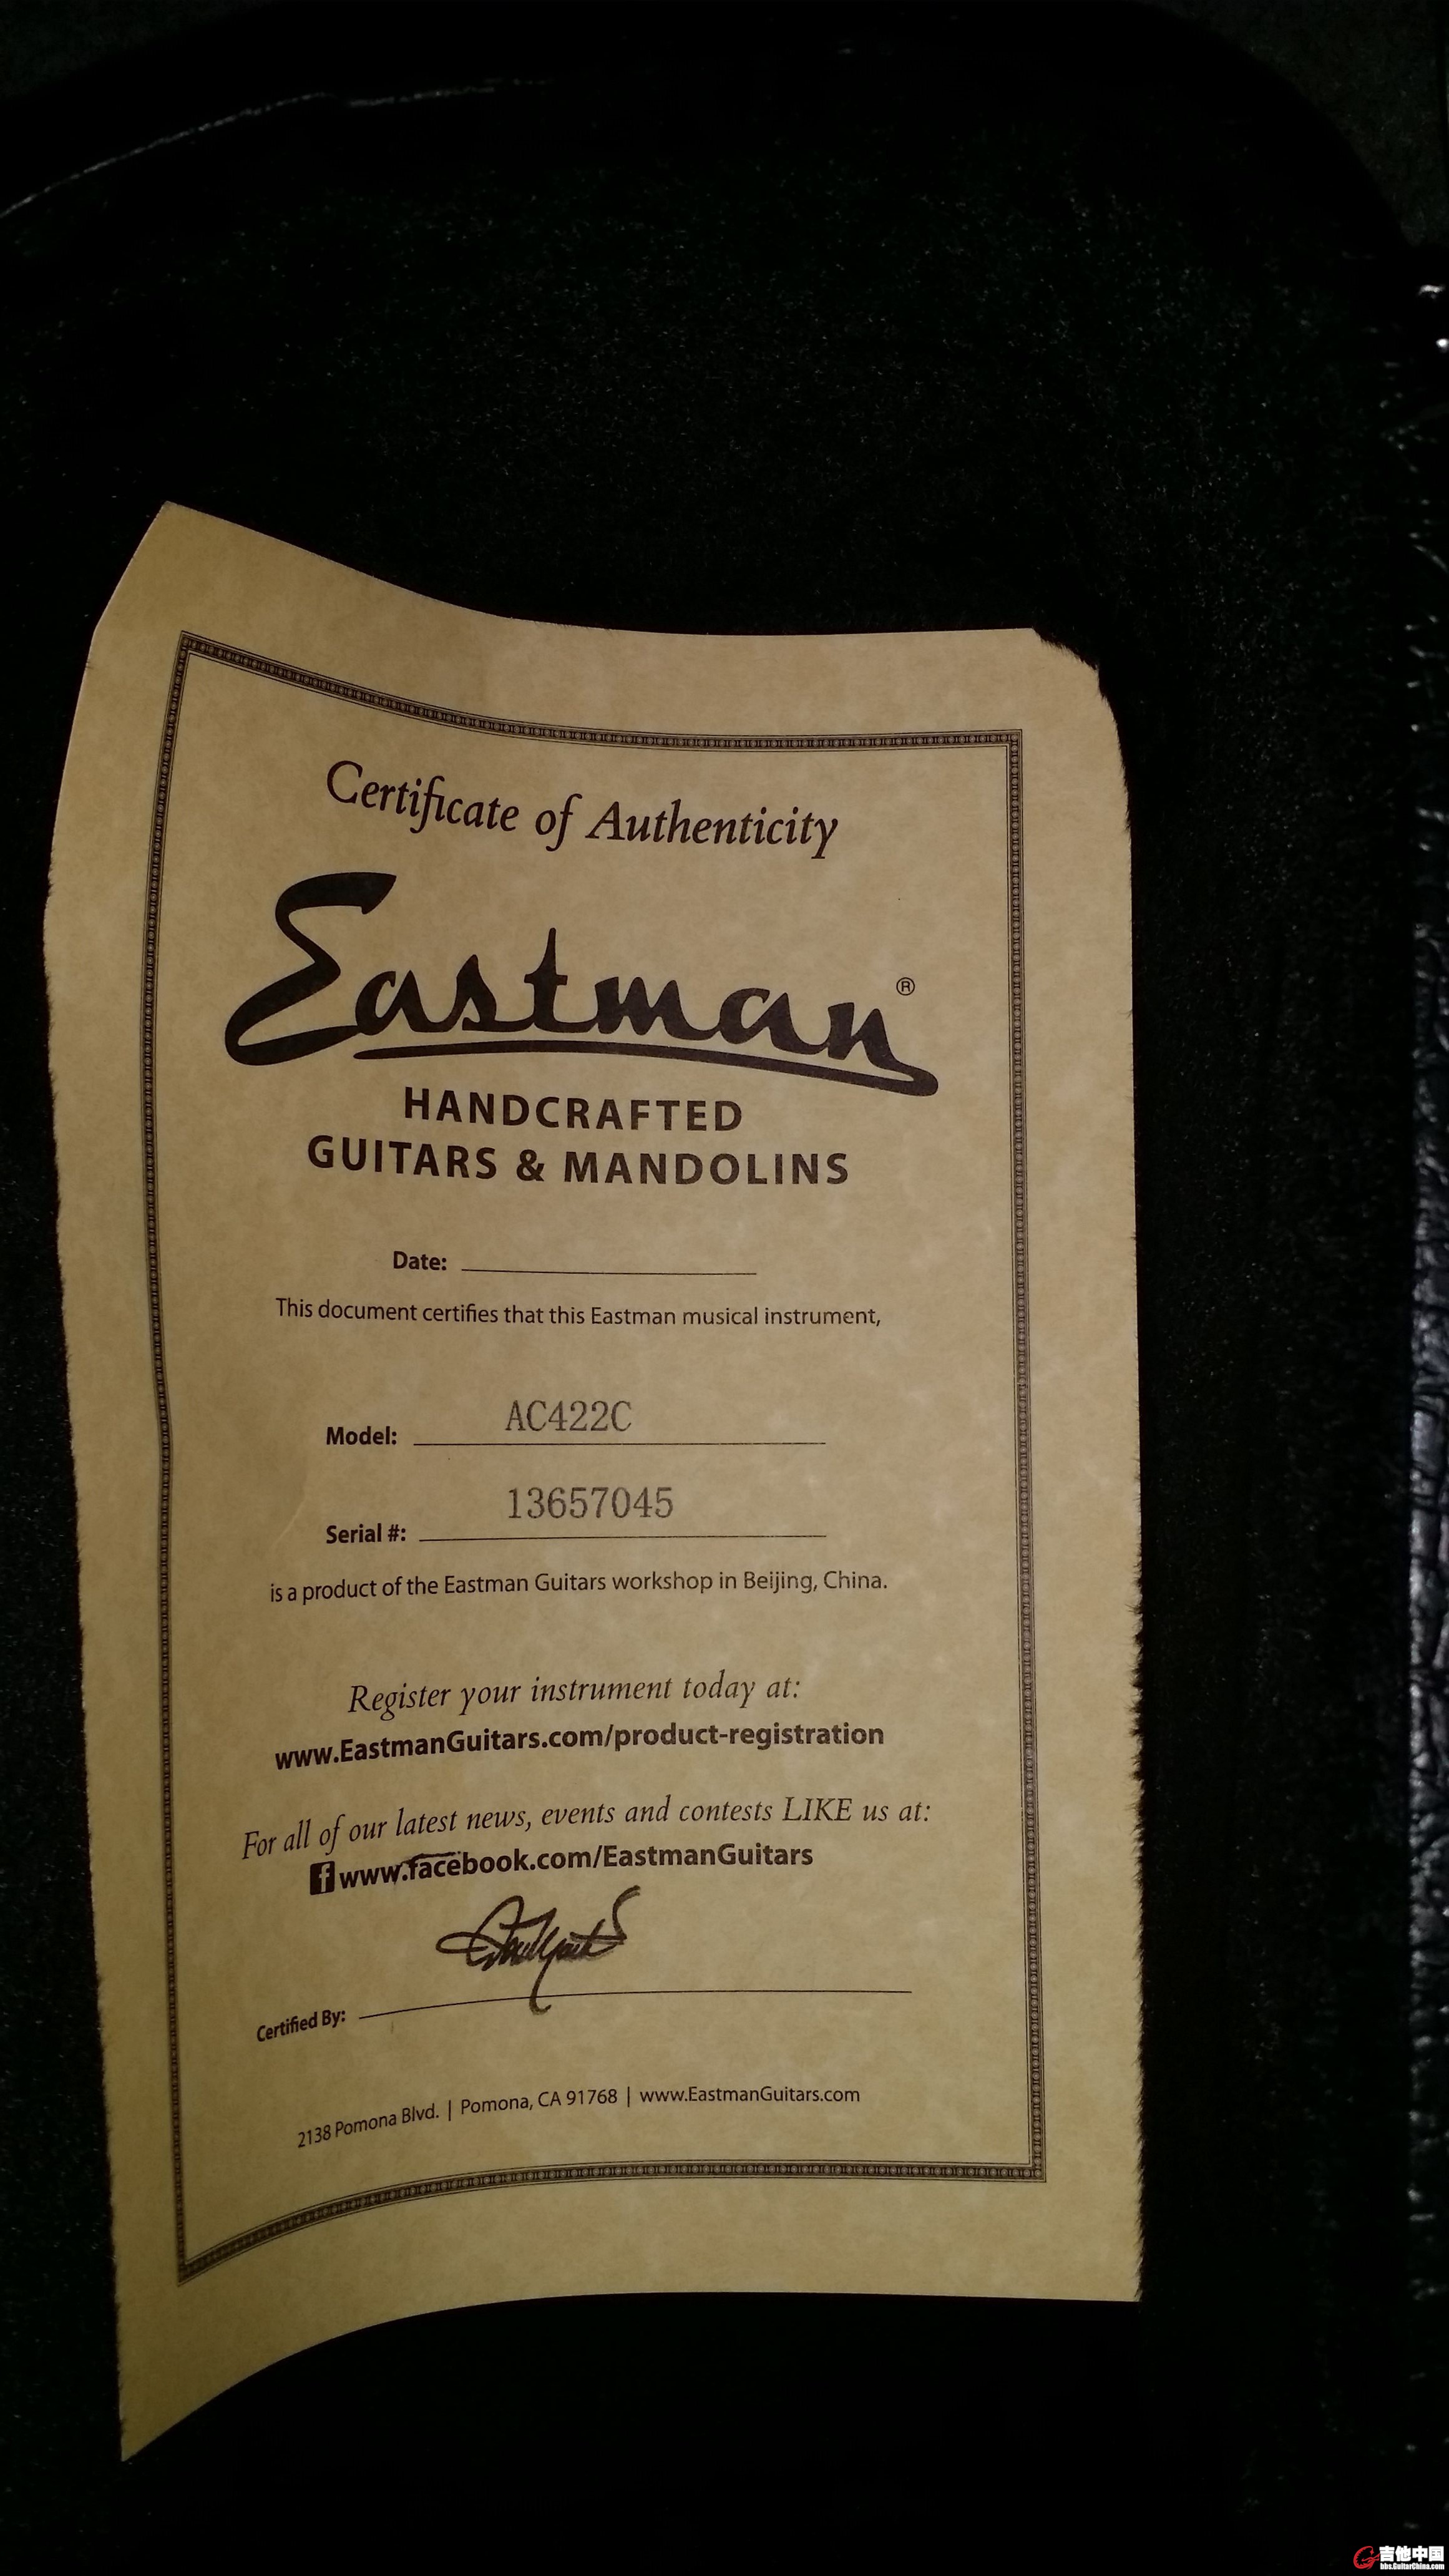 Certificate of Authenticity
Eastman®
HANDCRAFTED
GUITARS & MANDOLINS
Date:
This document certifies that this Eastman musical instrument,
Model: AC422C
Serial #: 13657045
is a product of the Eastman Guitars workshop in Beijing, China.
Register your instrument today at:
www.EastmanGuitars.com/product-registration
For all of our latest news, events and contests LIKE us at:
f www.facebook.com/EastmanGuitars
Certified By:
2138 Pomona Blvd. | Pomona, CA 91768 | www.EastmanGuitars.com
吉他中国
bbs.GuitarChina.com